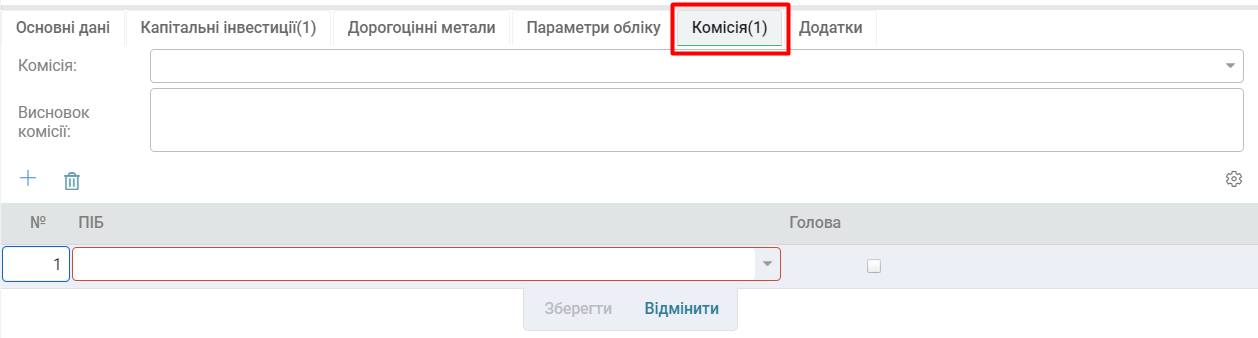 Основні дані Капітальні інвестиції(1) Дорогоцінні метали Параметри обліку Комісія(1) Додатки
Комісія:
Висновок
комісії:
№ ПІБ Голова
1
Зберегти Відмінити